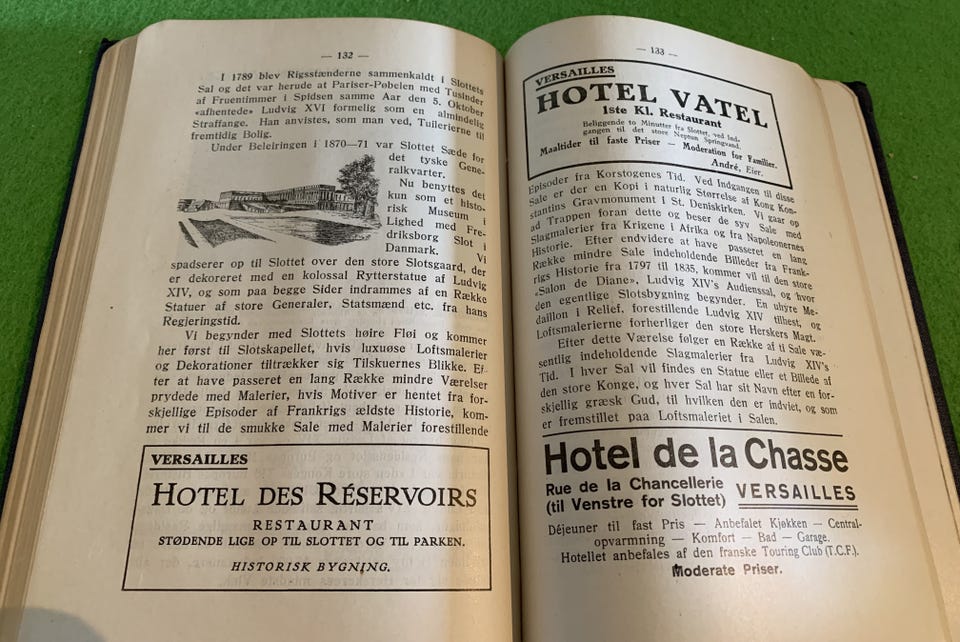 — 132 —
I 1789 blev Rigsstænderne sammenkaldt i Slottets
Sal og det var herude at Pariser-Pøbelen med Tusinder
af Fruentimmer i Spidsen samme Aar den 5. Oktober
«afhentede» Ludvig XVI formelig som en almindelig
Straffange. Han anvistes, som man ved, Tuilerierne til
fremtidig Bolig.
Under Beleiringen i 1870—71 var Slottet Sæde for
det tyske Gene-
ralkvarter.
Nu benyttes det
kun som et histo-
risk Museum i
Lighed med Fre-
driksborg Slot i
Danmark. Vi
spadserer op til Slottet over den store Slotsgaard, der
er dekoreret med en kolossal Rytterstatue af Ludvig
XIV, og som paa begge Sider indrammes af en Række
Statuer af store Generaler, Statsmænd etc. fra hans
Regjeringstid.
Vi begynder med Slottets høire Fløi og kommer
her først til Slotskapellet, hvis luxuøse Loftsmalerier
og Dekorationer tiltrækker sig Tilskuernes Blikke. Ef-
ter at have passeret en lang Række mindre Værelser
prydede med Malerier, hvis Motiver er hentet fra for-
skjellige Episoder af Frankrigs ældste Historie, kom-
mer vi til de smukke Sale med Malerier forestillende
VERSAILLES
HOTEL DES RÉSERVOIRS
RESTAURANT
STØDENDE LIGE OP TIL SLOTTET OG TIL PARKEN.
HISTORISK BYGNING.
— 133 —
VERSAILLES
HOTEL VATEL
1ste Kl. Restaurant
Beliggende to Minutter fra Slottet, ved Ind-
gangen til det store Neptun Springvand.
Maaltider til faste Priser — Moderation for Familier.
André, Eier.
Episoder fra Korstogenes Tid. Ved Indgangen til disse
Sale er der en Kopi i naturlig Størrelse af Kong Kon-
stantins Gravmonument i St. Deniskirken. Vi gaar op
ad Trappen foran dette og beser de syv Sale med
Slagmalerier fra Krigene i Afrika og fra Napoleonernes
Historie. Efter endvidere at have passeret en lang
Række mindre Sale indeholdende Billeder fra Frank-
rigs Historie fra 1797 til 1835, kommer vil til den store
«Salon de Diane», Ludvig XIV's Audienssal, og hvor
den egentlige Slotsbygning begynder. En uhyre Me-
daillon i Relief, forestillende Ludvig XIV tilhest, og
Loftsmalerierne forherliger den store Herskers Magt.
Efter dette Værelse følger en Række af ti Sale væ-
sentlig indeholdende Slagmalerier fra Ludvig XIV's
Tid. I hver Sal vil findes en Statue eller et Billede af
den store Konge, og hver Sal har sit Navn efter en for-
skjellig græsk Gud, til hvilken den er indviet, og som
er fremstillet paa Loftsmaleriet i Salen.
Hotel de la Chasse
Rue de la Chancellerie
(til Venstre for Slottet) VERSAILLES
Déjeuner til fast Pris — Anbefalet Kjøkken — Central-
opvarmning — Komfort — Bad — Garage.
Hotellet anbefales af den franske Touring Club (T.C.F.).
Moderate Priser.